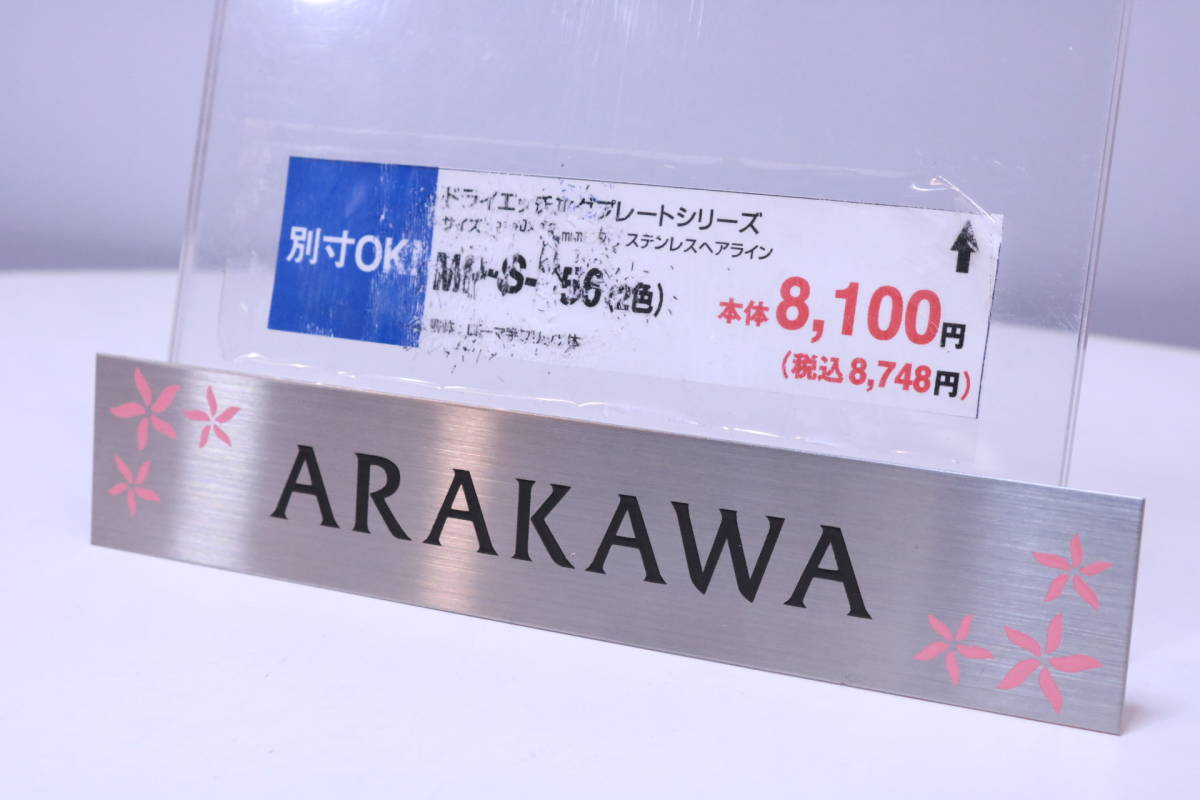 別寸OK!
ドライエッチングプレートシリーズ
サイズ ステンレスヘアライン
(2色)
本体 8,100円
(税込 8,748円)
ARAKAWA